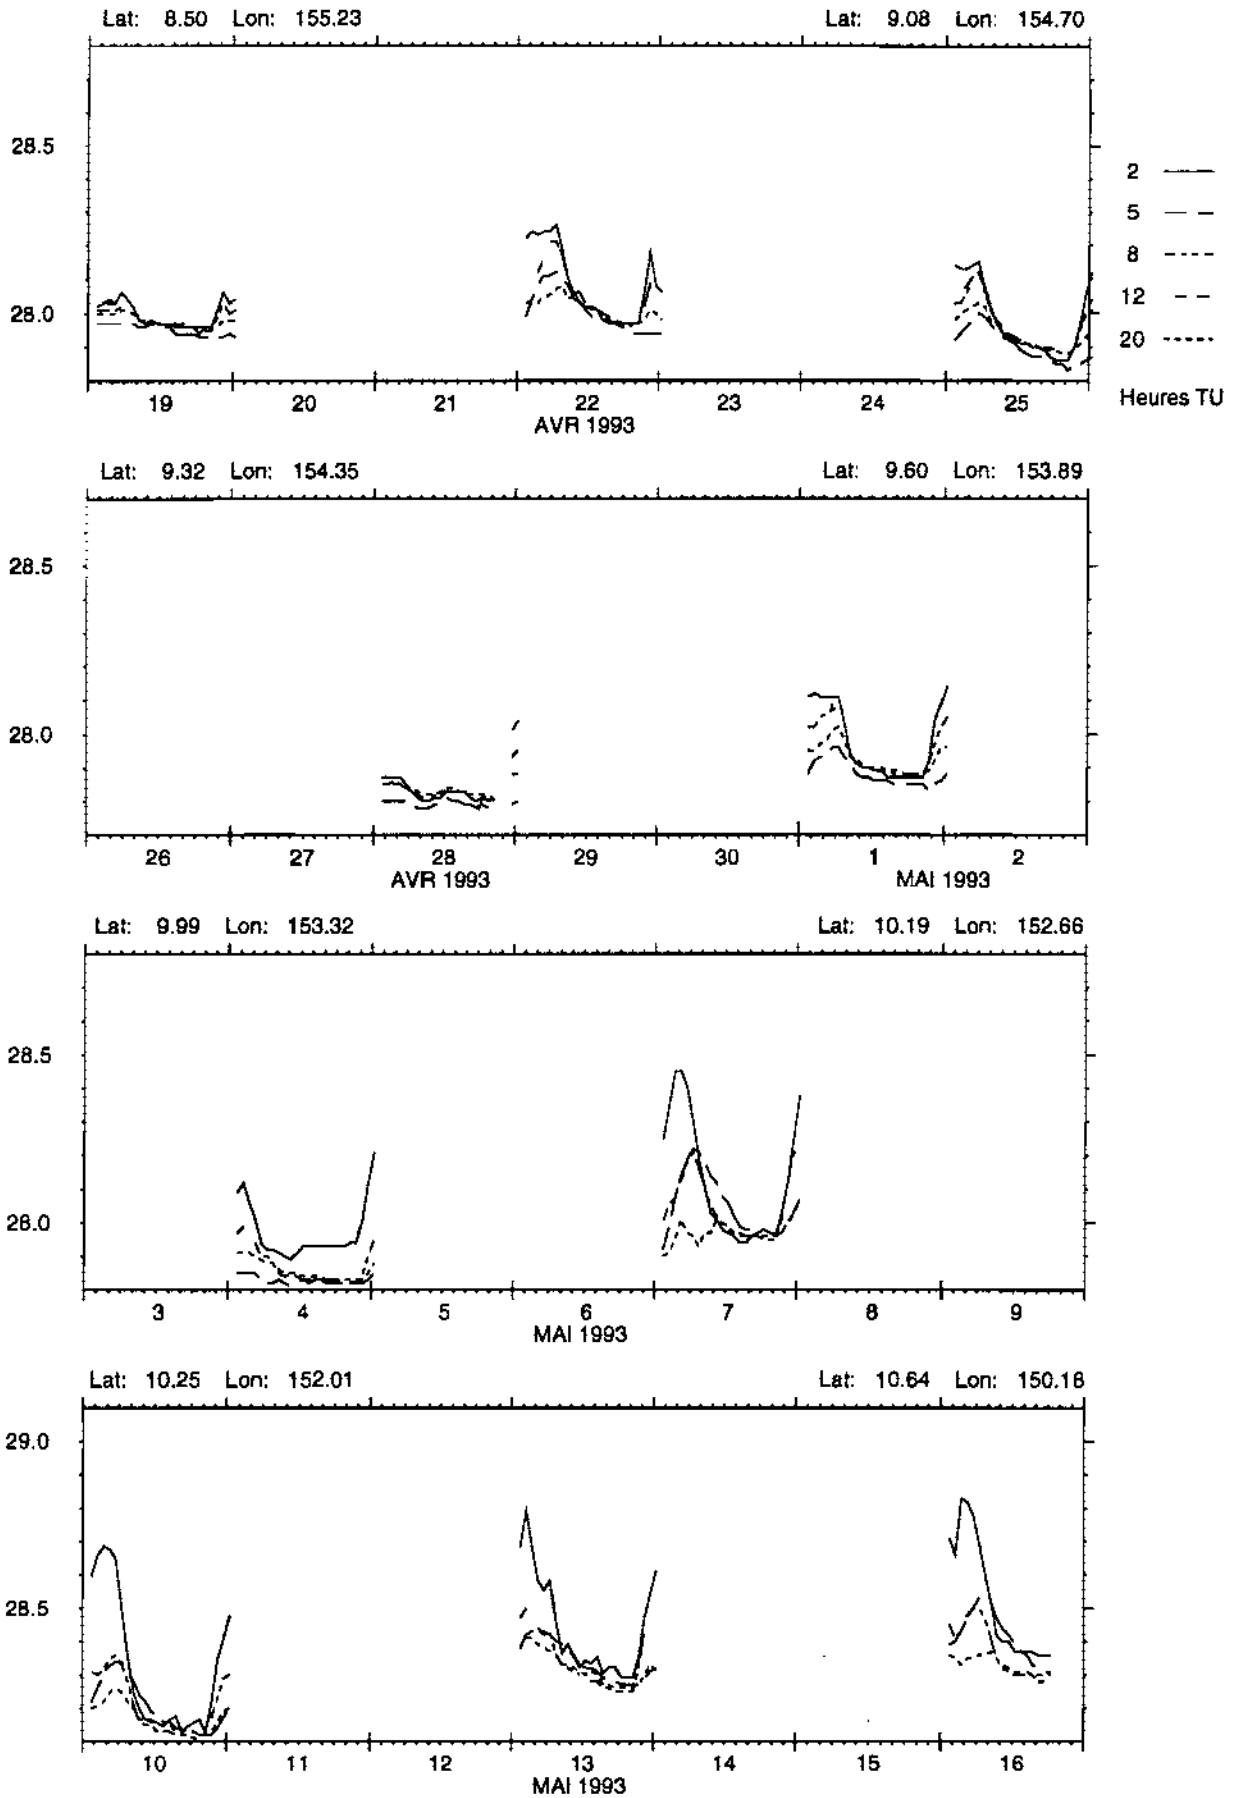 Lat: 8.50 Lon: 155.23 Lat: 9.08 Lon: 154.70
28.5
28.0
2
5
8
12
20
Heures TU
19 20 21 22 23 24 25
AVR 1993
Lat: 9.32 Lon: 154.35 Lat: 9.60 Lon: 153.89
28.5
28.0
26 27 28 29 30 1 2
AVR 1993 MAI 1993
Lat: 9.99 Lon: 153.32 Lat: 10.19 Lon: 152.66
28.5
28.0
3 4 5 6 7 8 9
MAI 1993
Lat: 10.25 Lon: 152.01 Lat: 10.64 Lon: 150.18
29.0
28.5
10 11 12 13 14 15 16
MAI 1993